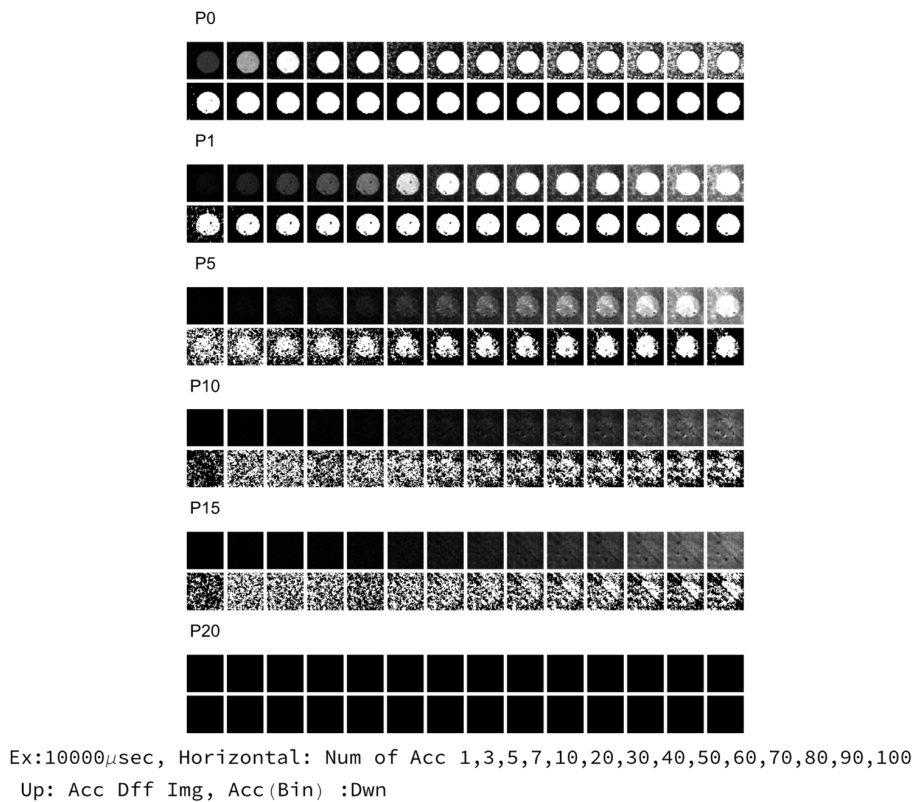 P0
P1
P5
P10
P15
P20
Ex:10000μsec, Horizontal: Num of Acc 1,3,5,7,10,20,30,40,50,60,70,80,90,100
Up: Acc Dff Img, Acc(Bin) :Dwn